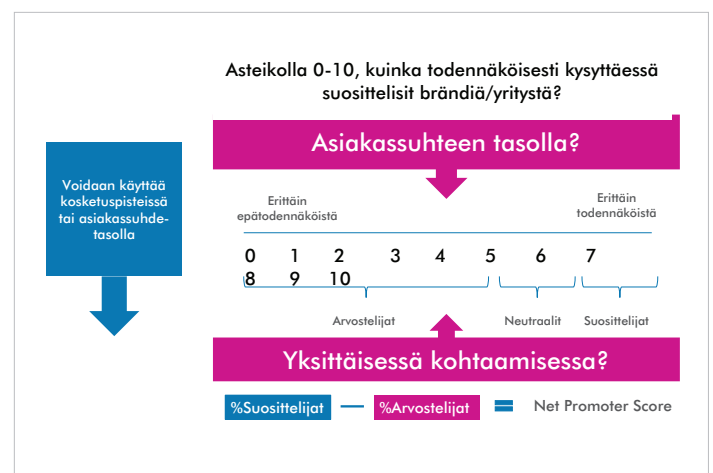 Asteikolla 0-10, kuinka todennäköisesti kysyttäessä
suosittelisit brändiä/yritystä?
Asiakassuhteen tasolla?
Voidaan käyttää
kosketuspisteissä
tai asiakassuhde-
tasolla
Erittäin
epätodennäköistä
Erittäin
todennäköistä
0 1 2 3 4 5 6 7
8 9 10
Arvostelijat Neutraalit Suosittelijat
Yksittäisessä kohtaamisessa?
%Suosittelijat — %Arvostelijat = Net Promoter Score